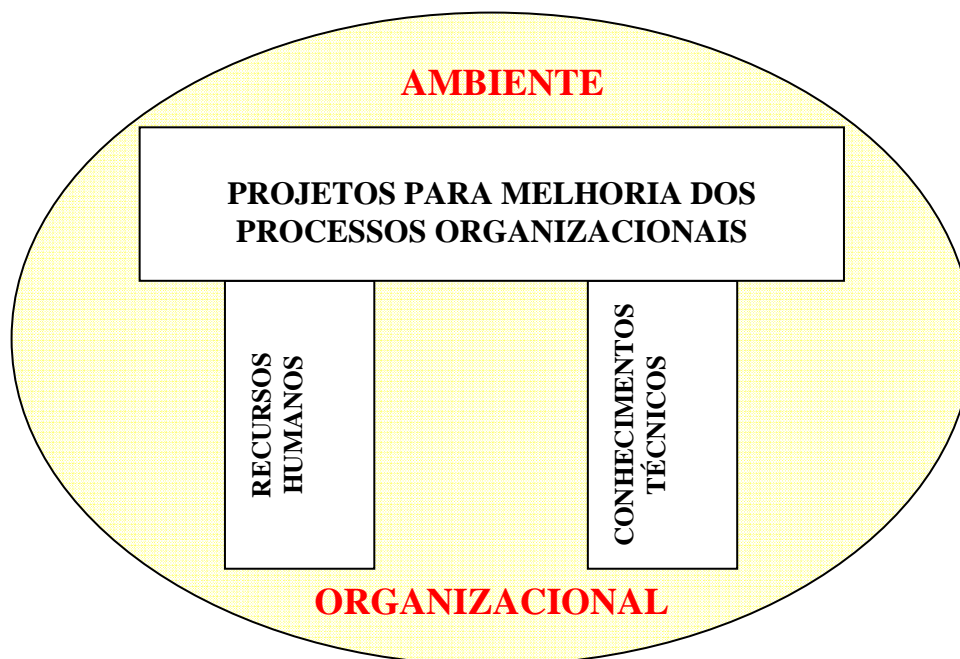 AMBIENTE
PROJETOS PARA MELHORIA DOS
PROCESSOS ORGANIZACIONAIS
RECURSOS
HUMANOS
CONHECIMENTOS
TÉCNICOS
ORGANIZACIONAL